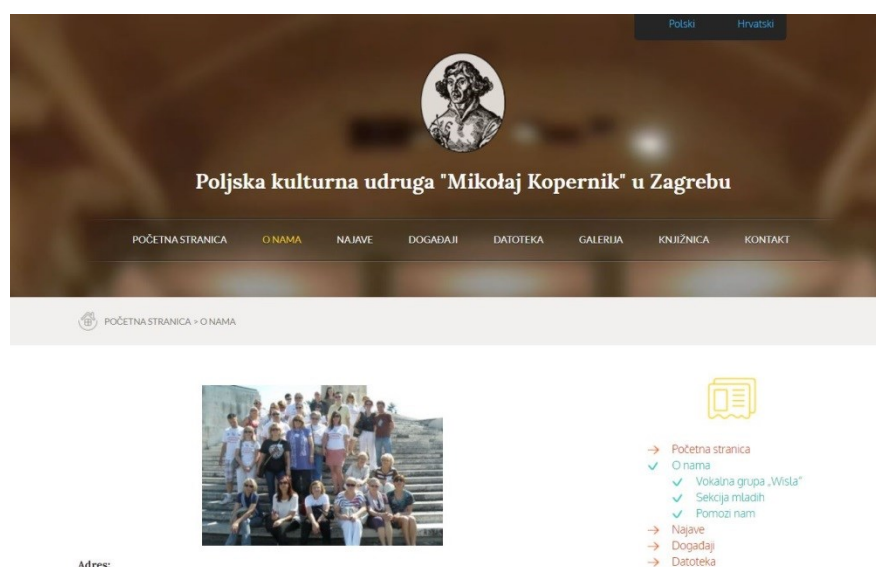 Polski Hrvatski
Poljska kulturna udruga "Mikołaj Kopernik" u Zagrebu
POČETNA STRANICA O NAMA NAJAVE DOGAĐAJI DATOTEKA GALERIJA KNJIŽNICA KONTAKT
POČETNA STRANICA > O NAMA
Početna stranica
O nama
Vokalna grupa „Wisla”
Sekcija mladih
Pomozi nam
Najave
Događaji
Datoteka
Adres: